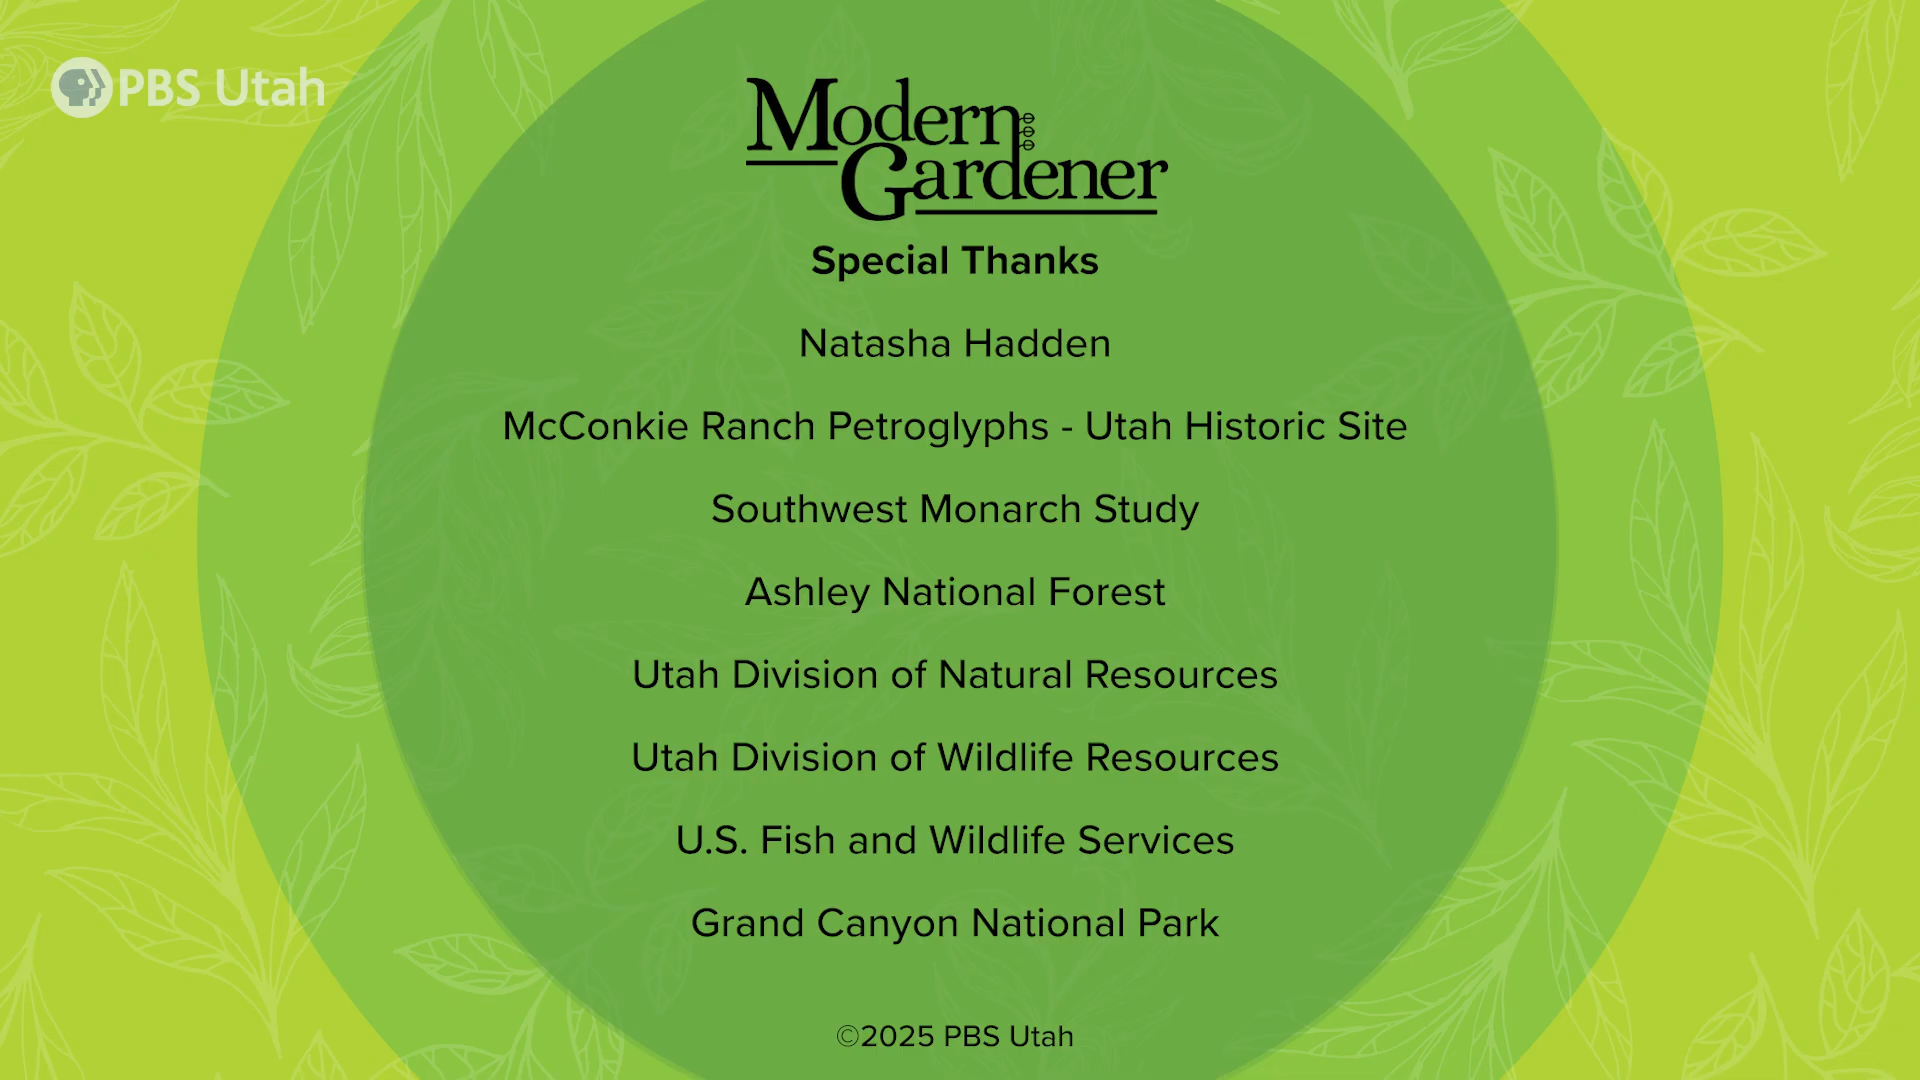 PBS Utah
Modern
Gardener
Special Thanks
Natasha Hadden
McConkie Ranch Petroglyphs - Utah Historic Site
Southwest Monarch Study
Ashley National Forest
Utah Division of Natural Resources
Utah Division of Wildlife Resources
U.S. Fish and Wildlife Services
Grand Canyon National Park
©2025 PBS Utah